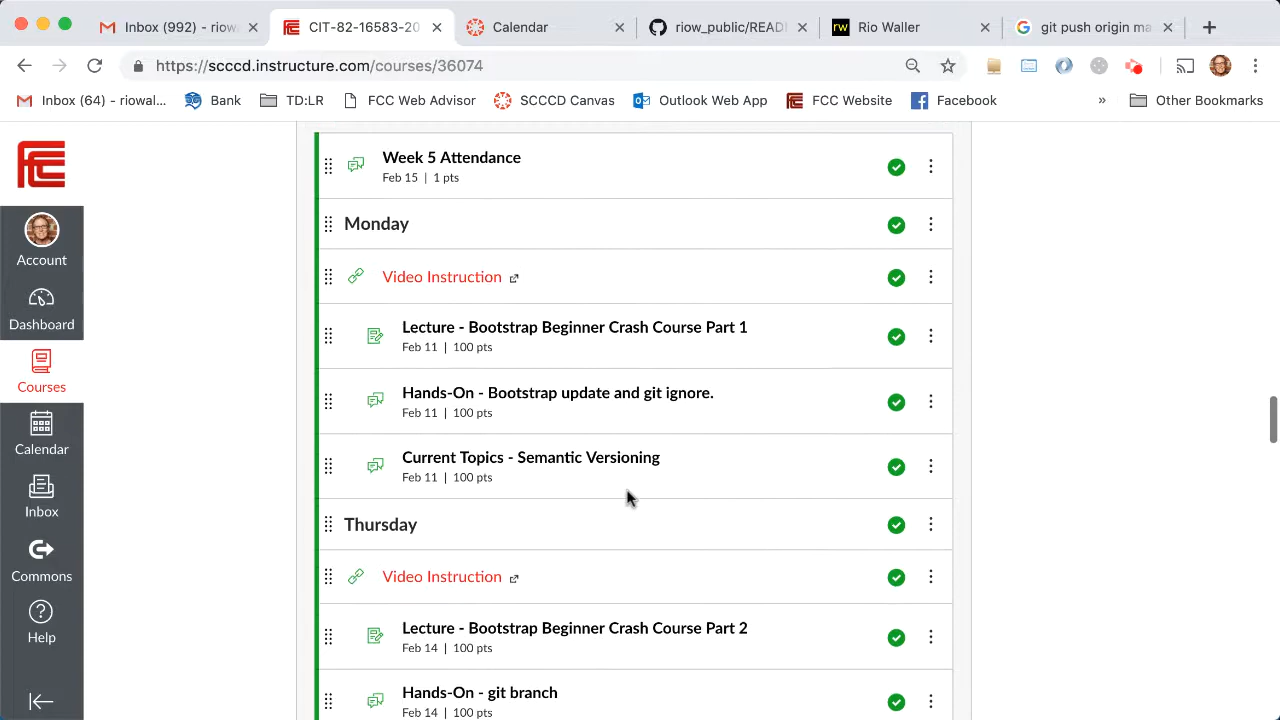 Inbox (992) - riow
CIT-82-16583-20
Calendar
riow_public/READ
Rio Waller
git push origin ma
https://scccd.instructure.com/courses/36074
Inbox (64) - riowal...
Bank
TD:LR
FCC Web Advisor
SCCCD Canvas
Outlook Web App
FCC Website
Facebook
»
Other Bookmarks
Account
Dashboard
Courses
Calendar
Inbox
Commons
Help
Week 5 Attendance
Feb 15 | 1 pts
Monday
Video Instruction
Lecture - Bootstrap Beginner Crash Course Part 1
Feb 11 | 100 pts
Hands-On - Bootstrap update and git ignore.
Feb 11 | 100 pts
Current Topics - Semantic Versioning
Feb 11 | 100 pts
Thursday
Video Instruction
Lecture - Bootstrap Beginner Crash Course Part 2
Feb 14 | 100 pts
Hands-On - git branch
Feb 14 | 100 pts